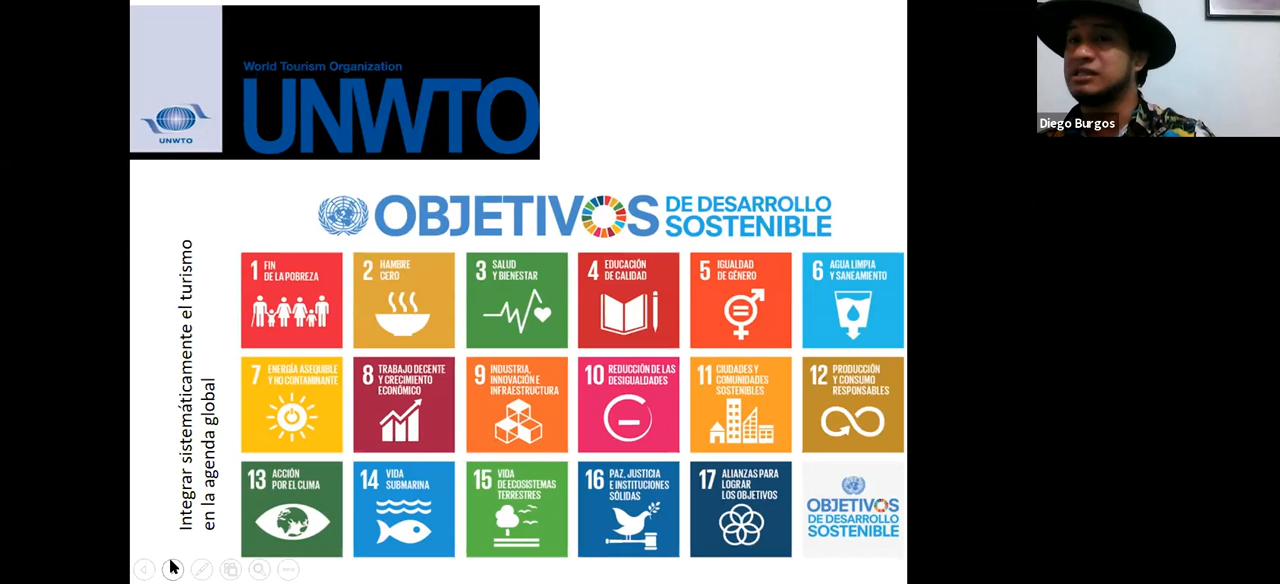 World Tourism Organization
UNWTO
UNWTO
Diego Burgos
OBJETIVOS
DE DESARROLLO
SOSTENIBLE
Integrar sistemáticamente el turismo
en la agenda global
1 FIN
DE LA POBREZA
2 HAMBRE
CERO
3 SALUD
Y BIENESTAR
4 EDUCACIÓN
DE CALIDAD
5 IGUALDAD
DE GÉNERO
6 AGUA LIMPIA
Y SANEAMIENTO
7 ENERGÍA ASEQUIBLE
Y NO CONTAMINANTE
8 TRABAJO DECENTE
Y CRECIMIENTO
ECONÓMICO
9 INDUSTRIA,
INNOVACIÓN E
INFRAESTRUCTURA
10 REDUCCIÓN DE LAS
DESIGUALDADES
11 CIUDADES Y
COMUNIDADES
SOSTENIBLES
12 PRODUCCIÓN
Y CONSUMO
RESPONSABLES
13 ACCIÓN
POR EL CLIMA
14 VIDA
SUBMARINA
15 VIDA
DE ECOSISTEMAS
TERRESTRES
16 PAZ, JUSTICIA
E INSTITUCIONES
SÓLIDAS
17 ALIANZAS PARA
LOGRAR
LOS OBJETIVOS
OBJETIVOS
DE DESARROLLO
SOSTENIBLE